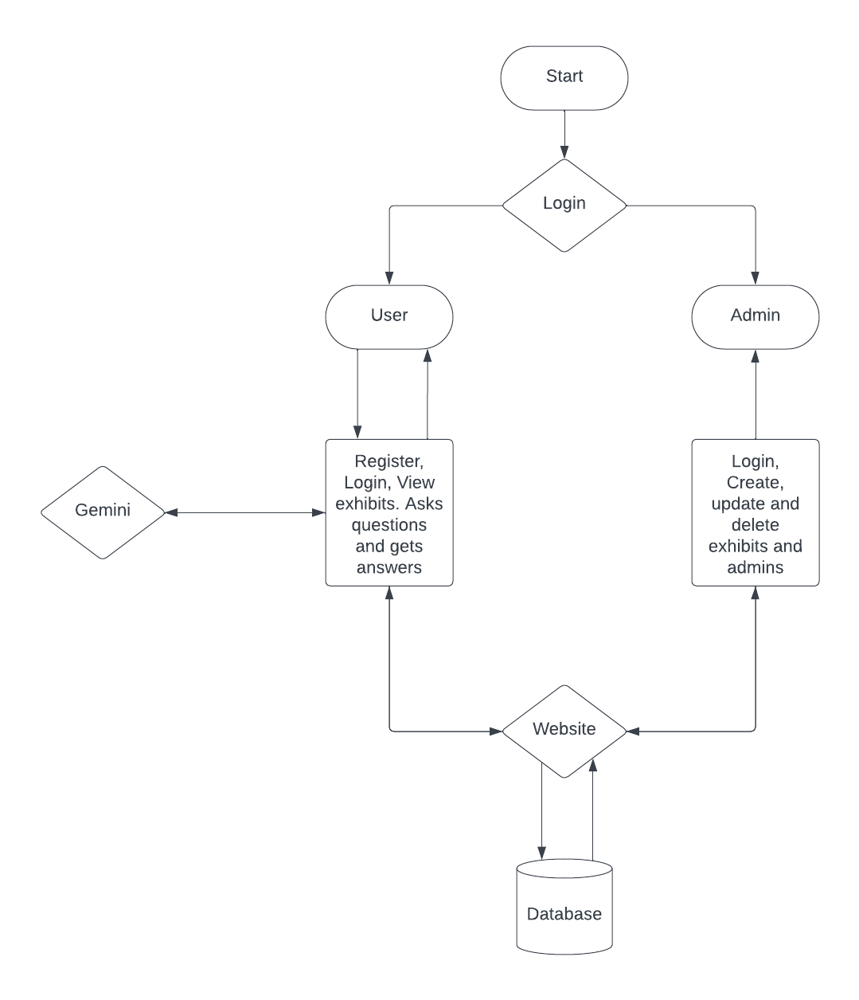 Start
Login
User
Admin
Register,
Login, View
exhibits. Asks
questions
and gets
answers
Login,
Create,
update and
delete
exhibits and
admins
Gemini
Website
Database